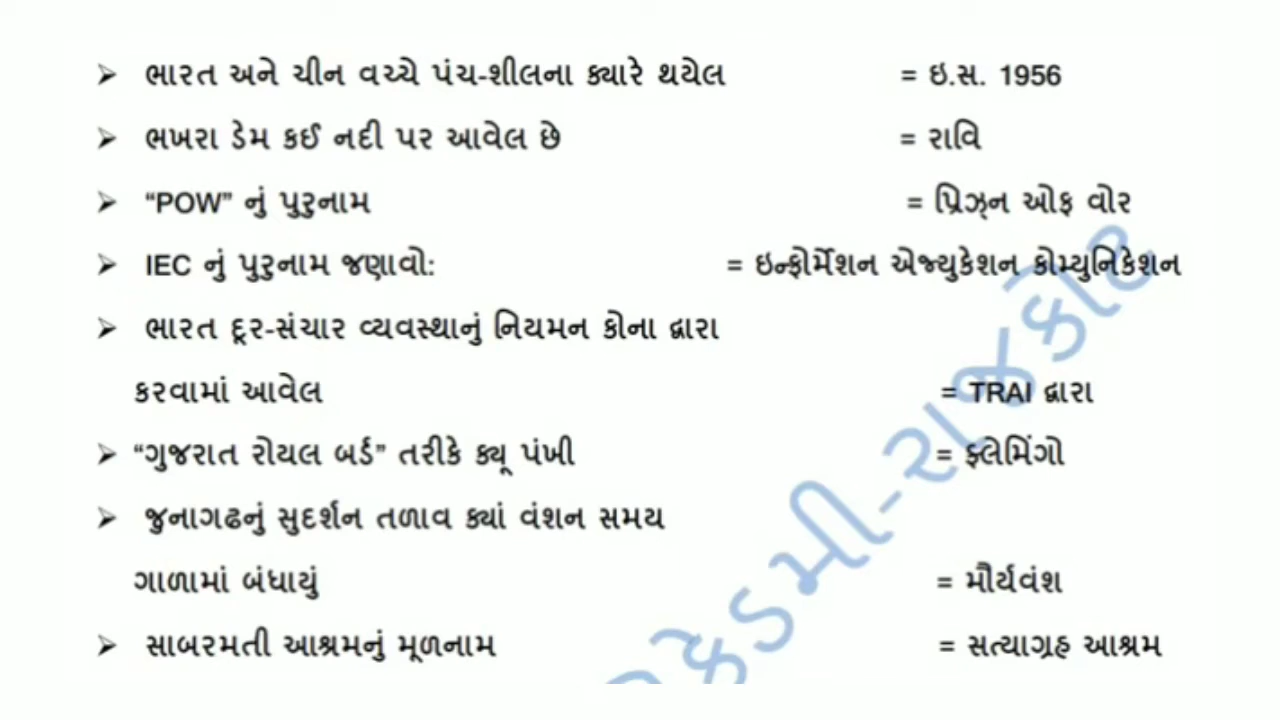 ➢ ભારત અને ચીન વચ્ચે પંચ-શીલના ક્યારે થયેલ = ઇ.સ. 1956
➢ ભખરા ડેમ કઈ નદી પર આવેલ છે = રાવિ
➢ “POW” નું પુરુનામ = પ્રિઝ્ન ઓફ વોર
➢ IEC નું પુરુનામ જણાવો: = ઇન્ફોર્મેશન એજ્યુકેશન કોમ્યુનિકેશન
➢ ભારત દૂર-સંચાર વ્યવસ્થાનું નિયમન કોના દ્વારા
કરવામાં આવેલ = TRAI દ્વારા
➢ “ગુજરાત રોયલ બર્ડ” તરીકે ક્યૂ પંખી = ફ્લેમિંગો
➢ જુનાગઢનું સુદર્શન તળાવ ક્યાં વંશન સમય
ગાળામાં બંધાયું = મૌર્યવંશ
➢ સાબરમતી આશ્રમનું મૂળનામ = સત્યાગ્રહ આશ્રમ
કેડમી-રાજકોટ